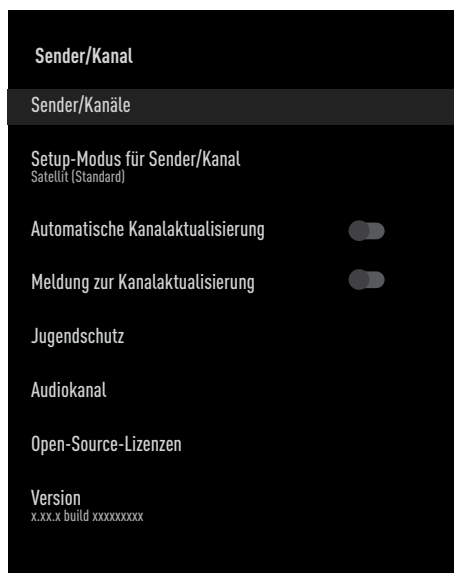 Sender/Kanal
Sender/Kanäle
Setup-Modus für Sender/Kanal
Satellit (Standard)
Automatische Kanalaktualisierung
Meldung zur Kanalaktualisierung
Jugendschutz
Audiokanal
Open-Source-Lizenzen
Version
x.xx.x build xxxxxxxxx